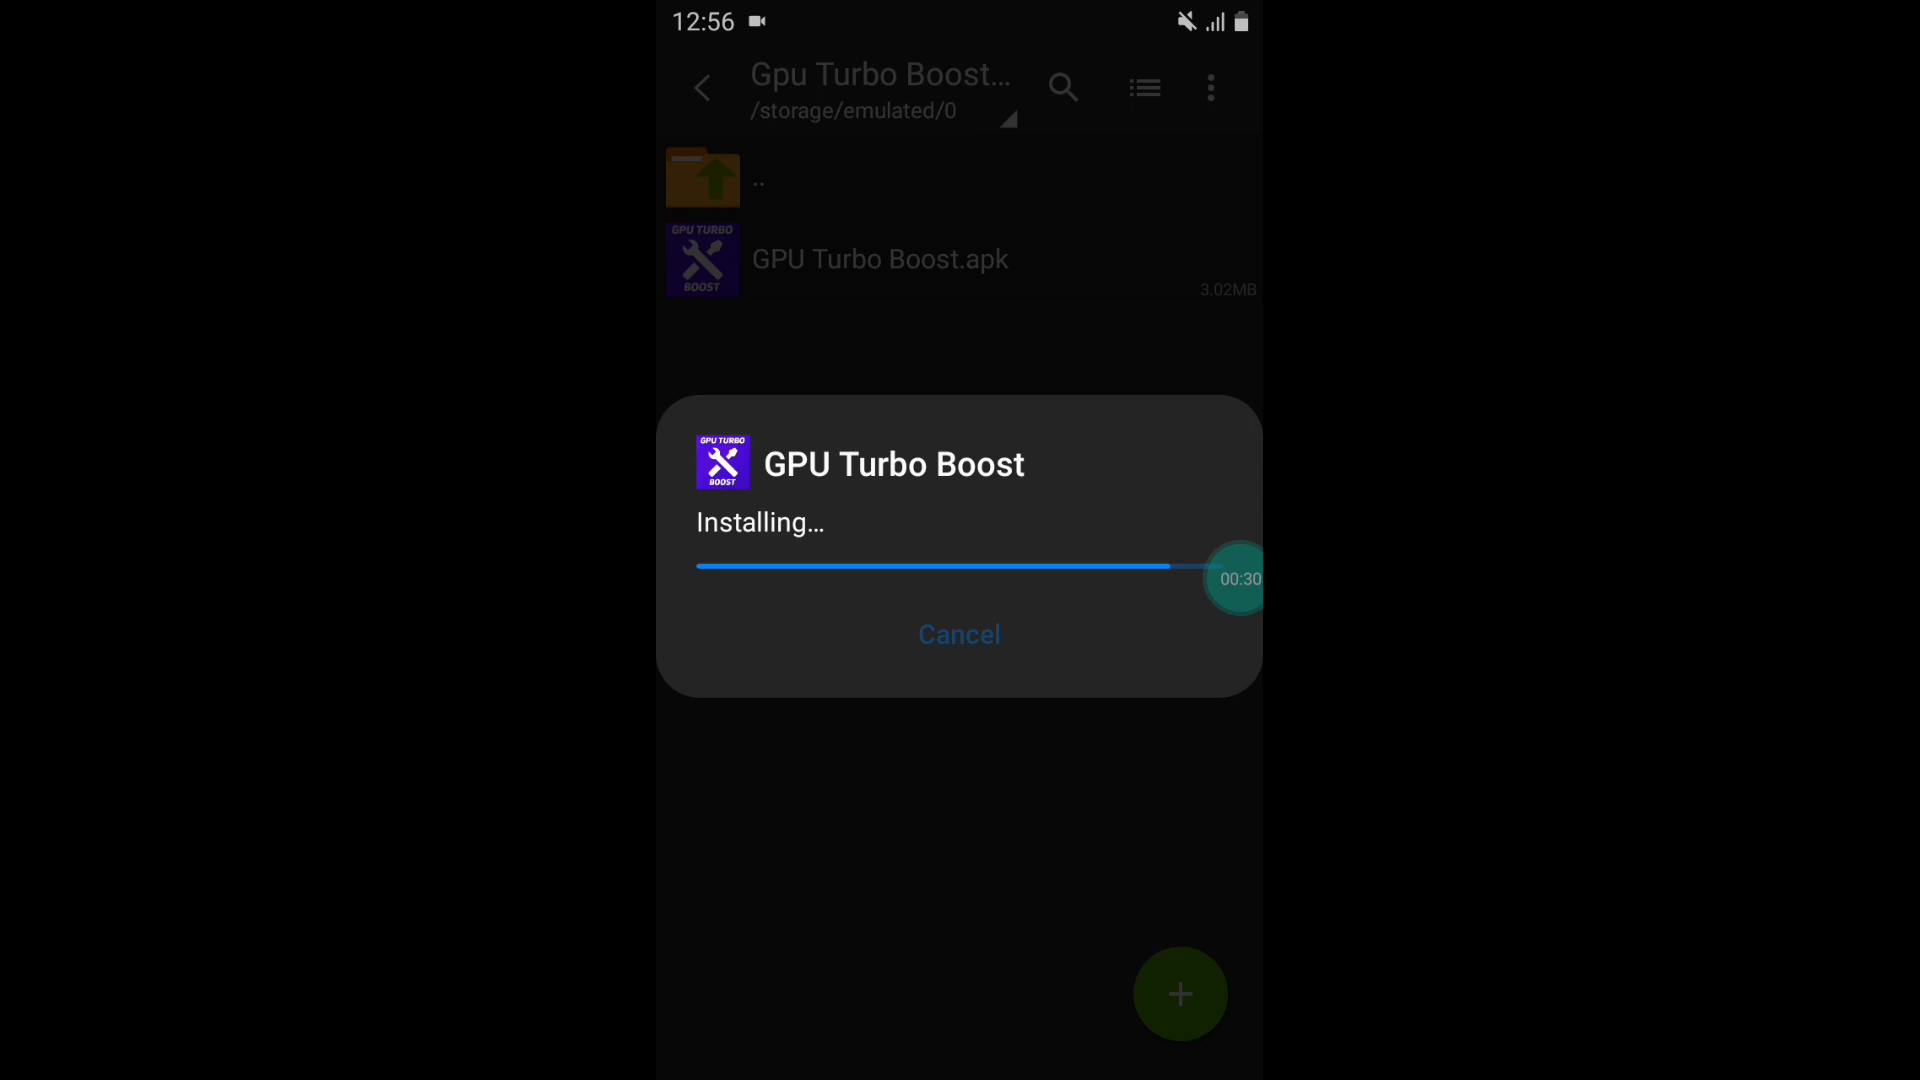 12:56
Gpu Turbo Boost...
/storage/emulated/0
..
GPU TURBO
BOOST
GPU Turbo Boost.apk
3.02MB
GPU TURBO
BOOST
GPU Turbo Boost
Installing...
00:30
Cancel
+